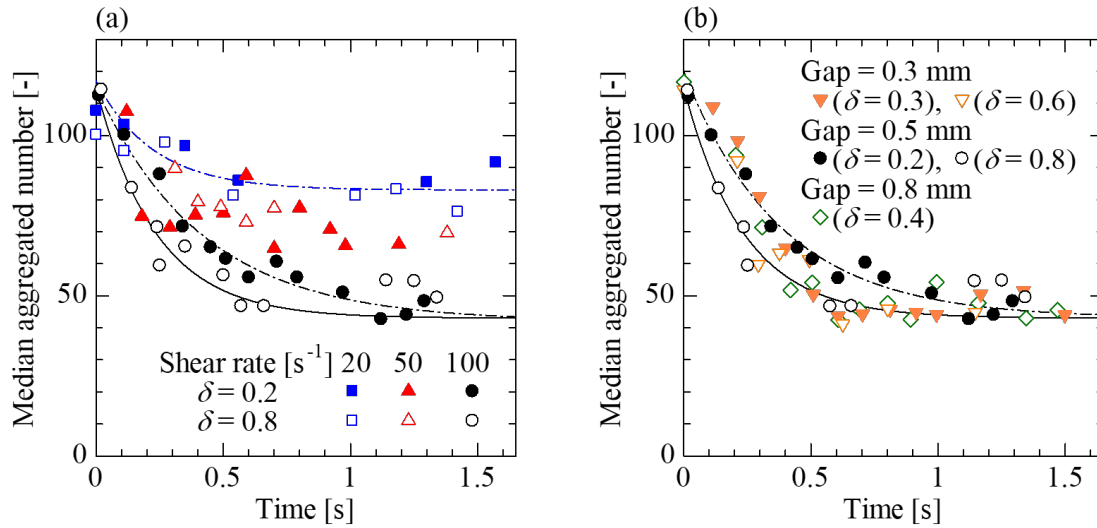 (a)
Median aggregated number [-]
100
50
0
Shear rate [s⁻¹] 20 50 100
δ = 0.2
δ = 0.8
0 0.5 1 1.5
Time [s]
(b)
Median aggregated number [-]
100
50
0
Gap = 0.3 mm
(δ = 0.3), (δ = 0.6)
Gap = 0.5 mm
(δ = 0.2), (δ = 0.8)
Gap = 0.8 mm
(δ = 0.4)
0 0.5 1 1.5
Time [s]